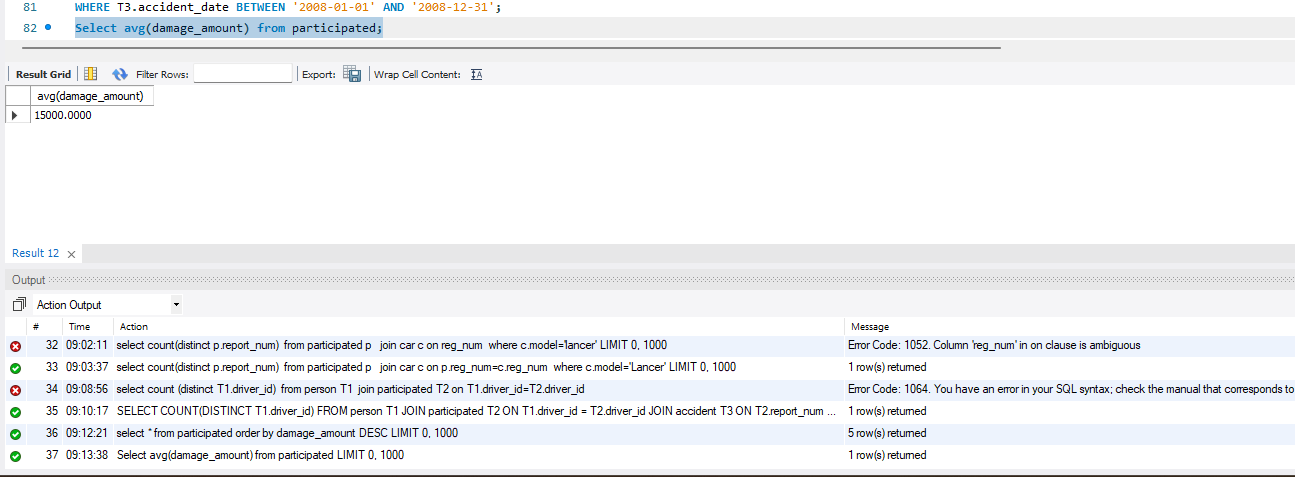 81 WHERE T3.accident_date BETWEEN '2008-01-01' AND '2008-12-31';
82 Select avg(damage_amount) from participated;
Result Grid Filter Rows: Export: Wrap Cell Content:
avg(damage_amount)
15000.0000
Result 12
Output
Action Output
# Time Action Message
32 09:02:11 select count(distinct p.report_num) from participated p join car c on reg_num where c.model='lancer' LIMIT 0, 1000 Error Code: 1052. Column 'reg_num' in on clause is ambiguous
33 09:03:37 select count(distinct p.report_num) from participated p join car c on p.reg_num=c.reg_num where c.model='Lancer' LIMIT 0, 1000 1 row(s) returned
34 09:08:56 select count (distinct T1.driver_id) from person T1 join participated T2 on T1.driver_id=T2.driver_id Error Code: 1064. You have an error in your SQL syntax; check the manual that corresponds to
35 09:10:17 SELECT COUNT(DISTINCT T1.driver_id) FROM person T1 JOIN participated T2 ON T1.driver_id = T2.driver_id JOIN accident T3 ON T2.report_num ... 1 row(s) returned
36 09:12:21 select * from participated order by damage_amount DESC LIMIT 0, 1000 5 row(s) returned
37 09:13:38 Select avg(damage_amount) from participated LIMIT 0, 1000 1 row(s) returned